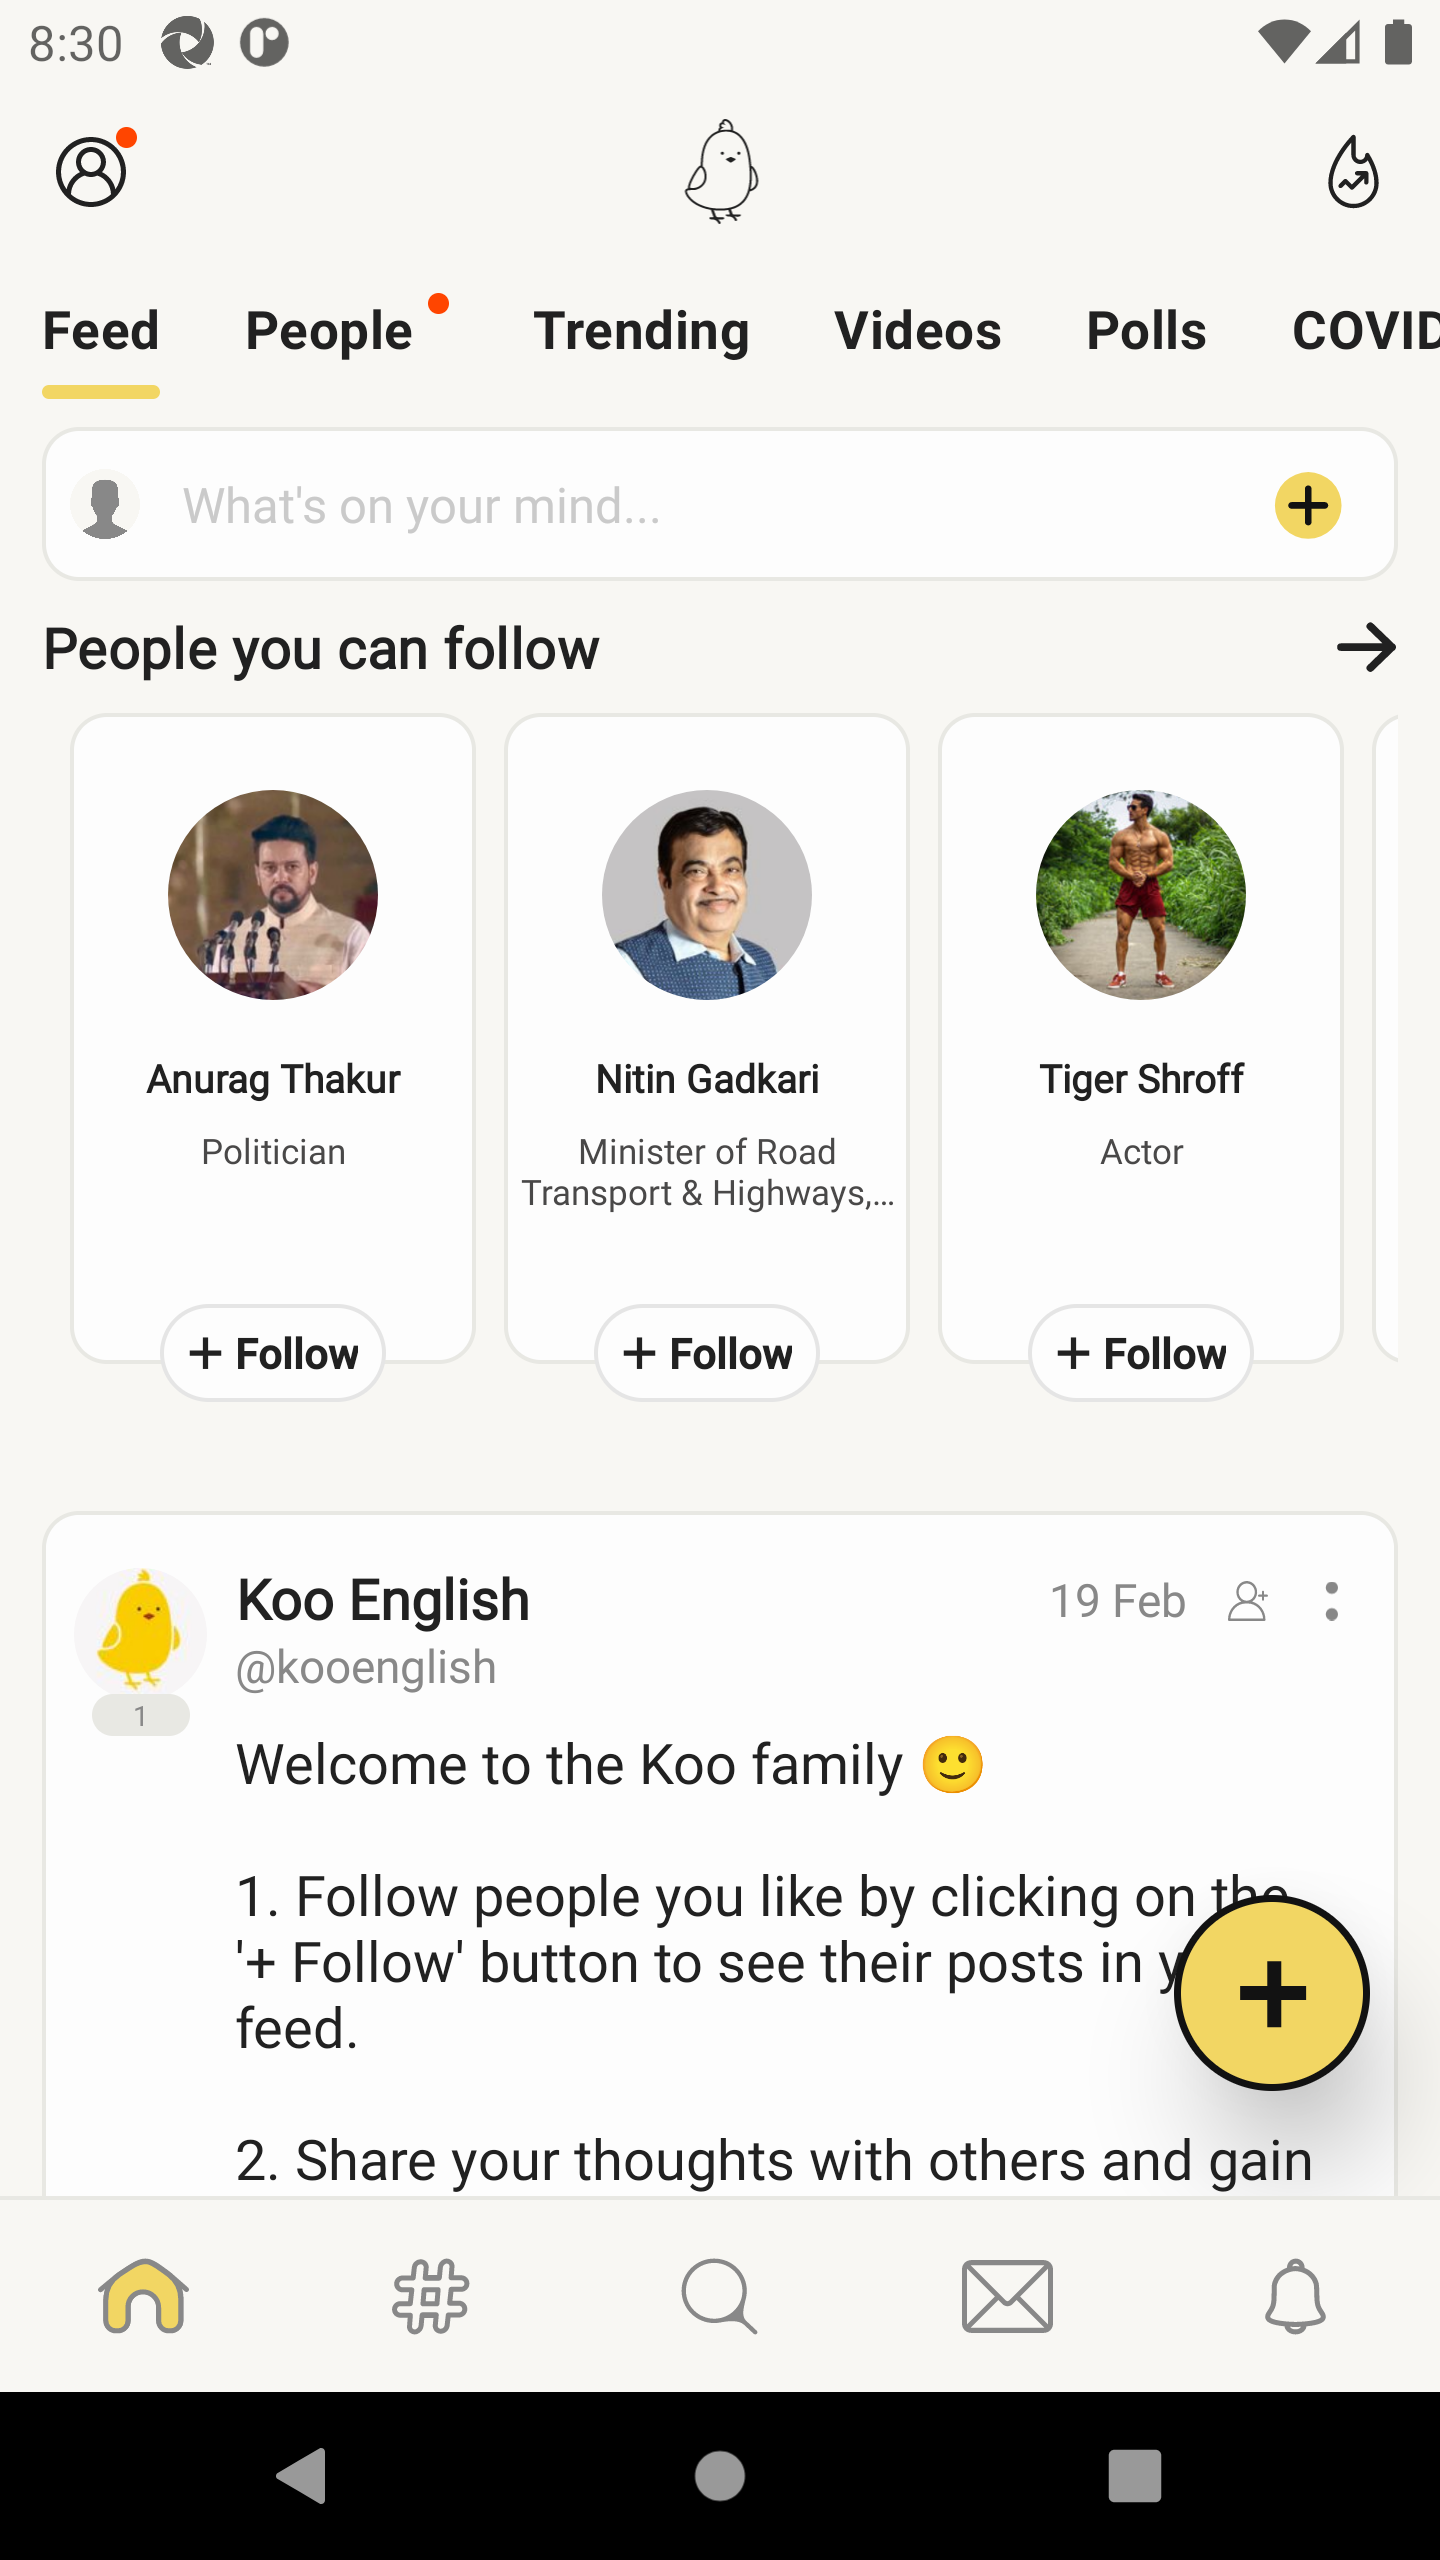 8:30
Feed People Trending Videos Polls COVID
What's on your mind...
People you can follow
Anurag Thakur
Politician
+ Follow
Nitin Gadkari
Minister of Road
Transport & Highways,...
+ Follow
Tiger Shroff
Actor
+ Follow
Koo English
19 Feb
@kooenglish
1
Welcome to the Koo family 🙂
1. Follow people you like by clicking on the
'+ Follow' button to see their posts in
feed.
2. Share your thoughts with others and gain